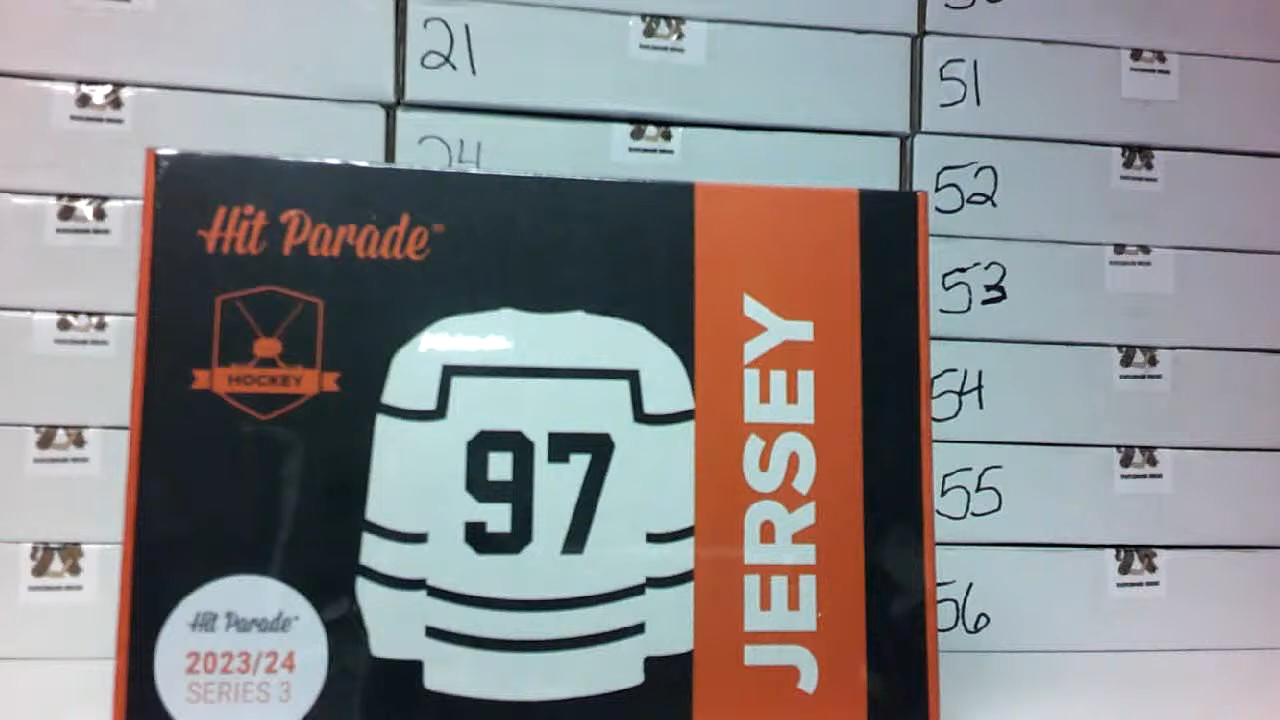 21
51
24
52
53
54
55
56
Hit Parade™
HOCKEY
97
JERSEY
Hit Parade™
2023/24
SERIES 3